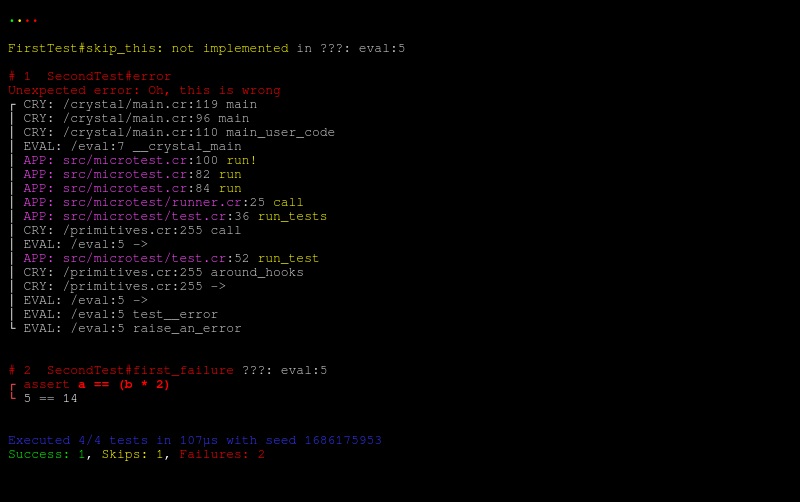 ....
FirstTest#skip_this: not implemented in ???: eval:5
# 1  SecondTest#error
Unexpected error: Oh, this is wrong
┌ CRY: /crystal/main.cr:119 main
│ CRY: /crystal/main.cr:96 main
│ CRY: /crystal/main.cr:110 main_user_code
│ EVAL: /eval:7 __crystal_main
│ APP: src/microtest.cr:100 run!
│ APP: src/microtest.cr:82 run
│ APP: src/microtest.cr:84 run
│ APP: src/microtest/runner.cr:25 call
│ APP: src/microtest/test.cr:36 run_tests
│ CRY: /primitives.cr:255 call
│ EVAL: /eval:5 ->
│ APP: src/microtest/test.cr:52 run_test
│ CRY: /primitives.cr:255 around_hooks
│ CRY: /primitives.cr:255 ->
│ EVAL: /eval:5 ->
│ EVAL: /eval:5 test__error
└ EVAL: /eval:5 raise_an_error
# 2  SecondTest#first_failure ???: eval:5
┌ assert a == (b * 2)
└ 5 == 14
Executed 4/4 tests in 107µs with seed 1686175953
Success: 1, Skips: 1, Failures: 2